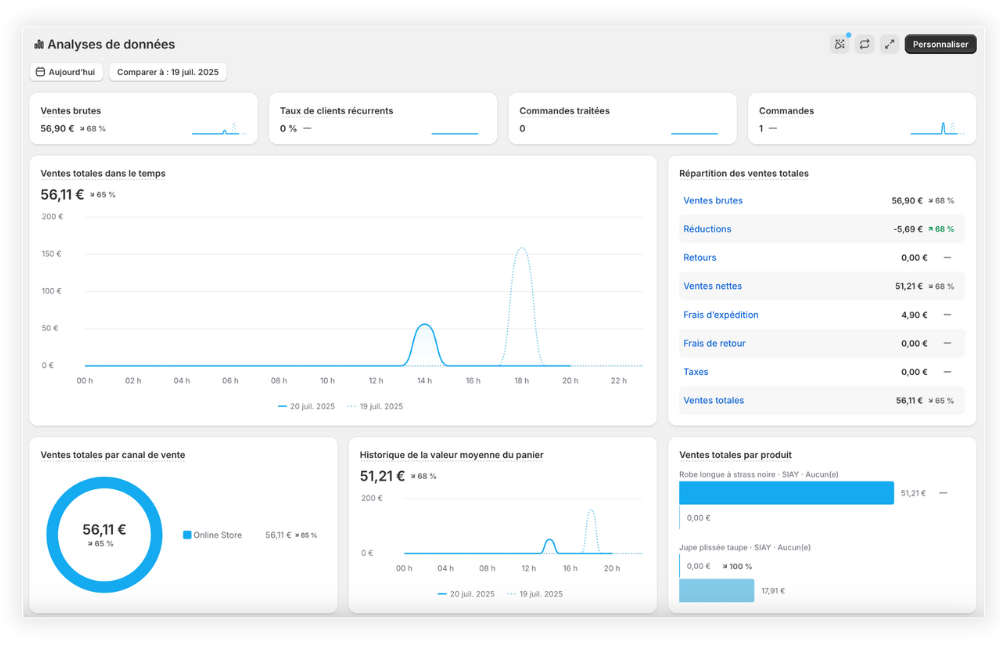 Analyses de données
Personnaliser
Aujourd'hui
Comparer à : 19 juil. 2025
Ventes brutes
56,90 € 68 %
Taux de clients récurrents
0 % —
Commandes traitées
0
Commandes
1 —
Ventes totales dans le temps
56,11 € 65 %
200 €
150 €
100 €
50 €
0 €
00 h 02 h 04 h 06 h 08 h 10 h 12 h 14 h 16 h 18 h 20 h 22 h
20 juil. 2025 19 juil. 2025
Répartition des ventes totales
Ventes brutes 56,90 € 68 %
Réductions -5,69 € 68 %
Retours 0,00 € —
Ventes nettes 51,21 € 68 %
Frais d'expédition 4,90 € —
Frais de retour 0,00 € —
Taxes 0,00 € —
Ventes totales 56,11 € 65 %
Ventes totales par canal de vente
56,11 €
65 %
Online Store 56,11 € 65 %
Historique de la valeur moyenne du panier
51,21 € 68 %
200 €
0 €
00 h 04 h 08 h 12 h 16 h 20 h
20 juil. 2025 19 juil. 2025
Ventes totales par produit
Robe longue à strass noire · SIAY · Aucun(e)
51,21 € —
0,00 €
Jupe plissée taupe · SIAY · Aucun(e)
0,00 € 100 %
17,91 €